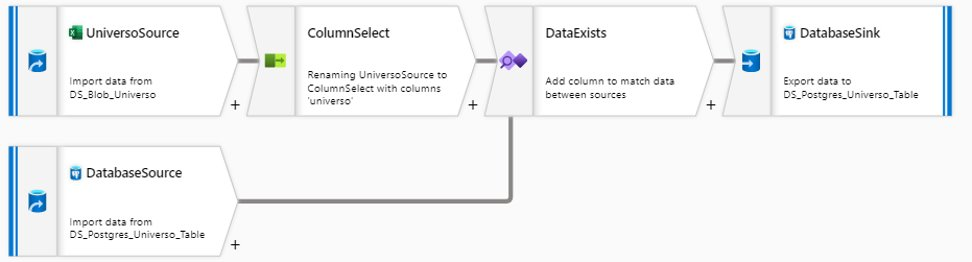 UniversoSource
Import data from
DS_Blob_Universo
+
ColumnSelect
Renaming UniversoSource to
ColumnSelect with columns
'universo'
+
DataExists
Add column to match data
between sources
+
DatabaseSink
Export data to
DS_Postgres_Universo_Table
DatabaseSource
Import data from
DS_Postgres_Universo_Table
+